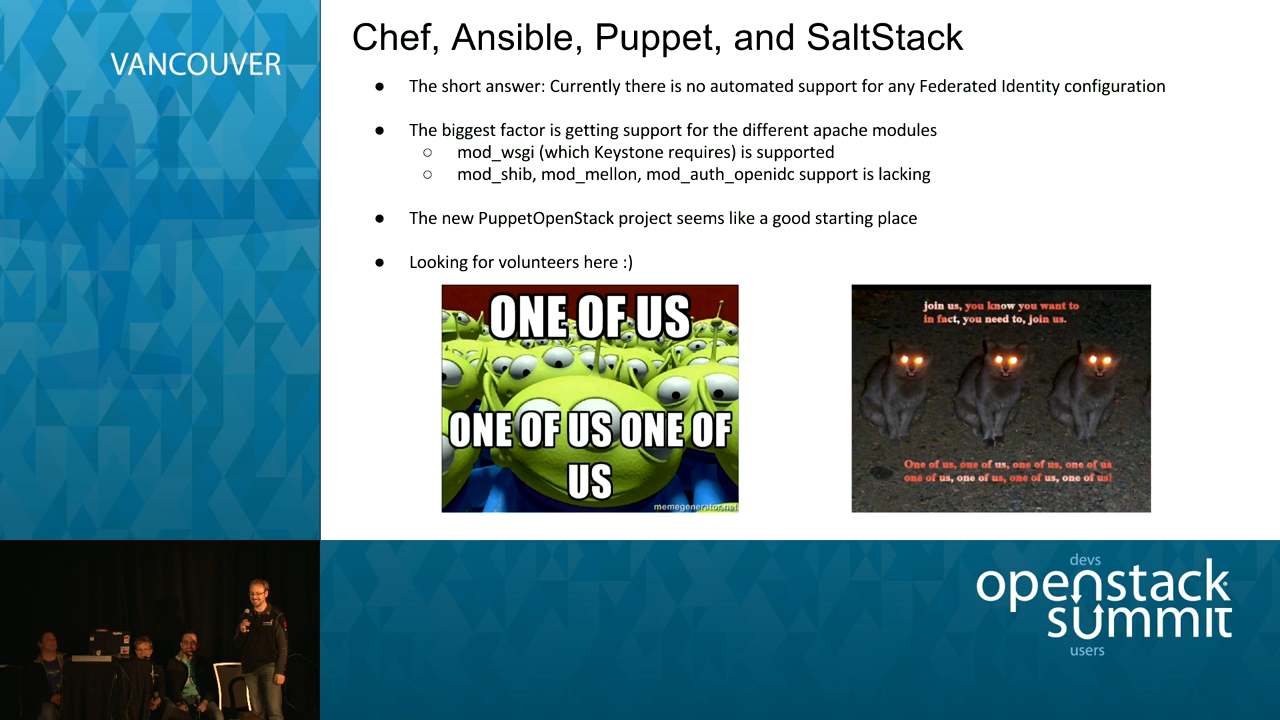 VANCOUVER
Chef, Ansible, Puppet, and SaltStack
● The short answer: Currently there is no automated support for any Federated Identity configuration
● The biggest factor is getting support for the different apache modules
○ mod_wsgi (which Keystone requires) is supported
○ mod_shib, mod_mellon, mod_auth_openidc support is lacking
● The new PuppetOpenStack project seems like a good starting place
● Looking for volunteers here :)
ONE OF US
ONE OF US ONE OF
US
memegenerator.net
join us, you know you want to
in fact, you need to, join us.
One of us, one of us, one of us, one of us
one of us, one of us, one of us, one of us!
devs
openstack
summit
users